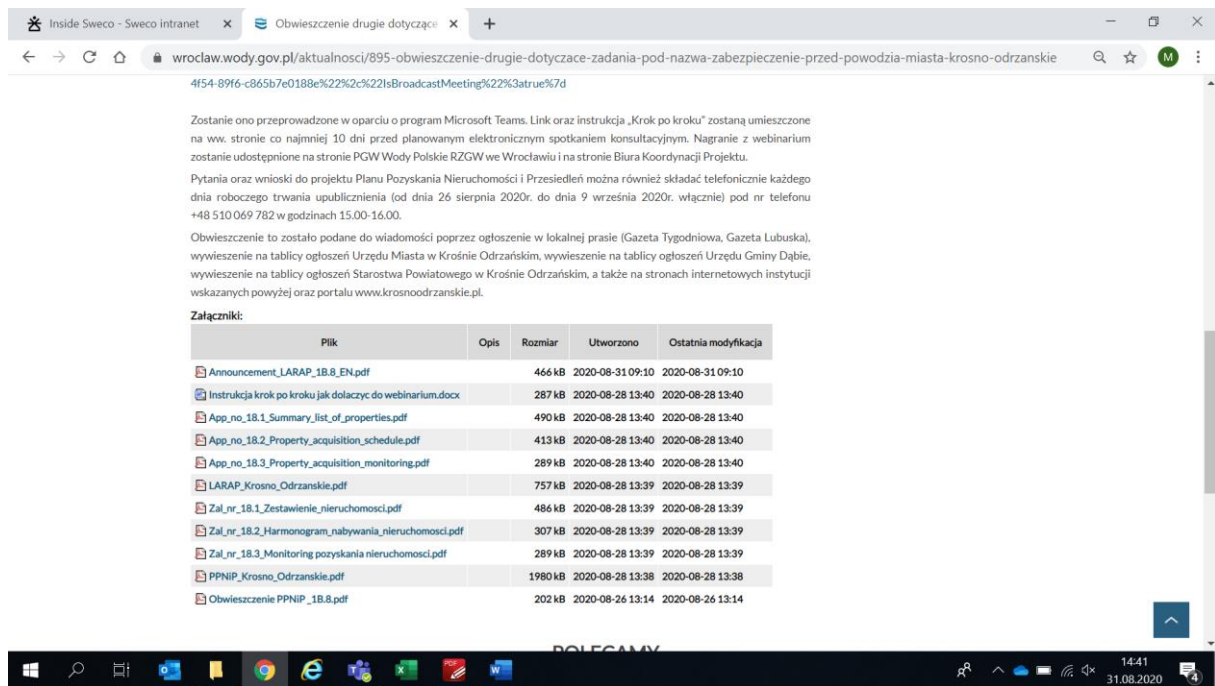 Inside Sweco - Sweco intranet
Obwieszczenie drugie dotyczące
wroclaw.wody.gov.pl/aktualnosci/895-obwieszczenie-drugie-dotyczace-zadania-pod-nazwa-zabezpieczenie-przed-powodzia-miasta-krosno-odrzanskie
M
4f54-89f6-c865b7e0188e%22%2c%22IsBroadcastMeeting%22%3atrue%7d
Zostanie ono przeprowadzone w oparciu o program Microsoft Teams. Link oraz instrukcja „Krok po kroku" zostaną umieszczone
na ww. stronie co najmniej 10 dni przed planowanym elektronicznym spotkaniem konsultacyjnym. Nagranie z webinarium
zostanie udostępnione na stronie PGW Wody Polskie RZGW we Wrocławiu i na stronie Biura Koordynacji Projektu.
Pytania oraz wnioski do projektu Planu Pozyskania Nieruchomości i Przesiedleń można również składać telefonicznie każdego
dnia roboczego trwania upublicznienia (od dnia 26 sierpnia 2020r. do dnia 9 września 2020r. włącznie) pod nr telefonu
+48 510 069 782 w godzinach 15.00-16.00.
Obwieszczenie to zostało podane do wiadomości poprzez ogłoszenie w lokalnej prasie (Gazeta Tygodniowa, Gazeta Lubuska),
wywieszenie na tablicy ogłoszeń Urzędu Miasta w Krośnie Odrzańskim, wywieszenie na tablicy ogłoszeń Urzędu Gminy Dąbie,
wywieszenie na tablicy ogłoszeń Starostwa Powiatowego w Krośnie Odrzańskim, a także na stronach internetowych instytucji
wskazanych powyżej oraz portalu www.krosnoodrzanskie.pl.
Załączniki:
Plik Opis Rozmiar Utworzono Ostatnia modyfikacja
Announcement_LARAP_1B.8_EN.pdf 466 kB 2020-08-31 09:10 2020-08-31 09:10
Instrukcja krok po kroku jak dolaczyc do webinarium.docx 287 kB 2020-08-28 13:40 2020-08-28 13:40
App_no_18.1_Summary_list_of_properties.pdf 490 kB 2020-08-28 13:40 2020-08-28 13:40
App_no_18.2_Property_acquisition_schedule.pdf 413 kB 2020-08-28 13:40 2020-08-28 13:40
App_no_18.3_Property_acquisition_monitoring.pdf 289 kB 2020-08-28 13:40 2020-08-28 13:40
LARAP_Krosno_Odrzanskie.pdf 757 kB 2020-08-28 13:39 2020-08-28 13:39
Zal_nr_18.1_Zestawienie_nieruchomosci.pdf 486 kB 2020-08-28 13:39 2020-08-28 13:39
Zal_nr_18.2_Harmonogram_nabywania_nieruchomosci.pdf 307 kB 2020-08-28 13:39 2020-08-28 13:39
Zal_nr_18.3_Monitoring pozyskania nieruchomosci.pdf 289 kB 2020-08-28 13:39 2020-08-28 13:39
PPNiP_Krosno_Odrzanskie.pdf 1980 kB 2020-08-28 13:38 2020-08-28 13:38
Obwieszczenie PPNiP _1B.8.pdf 202 kB 2020-08-26 13:14 2020-08-26 13:14
POLECAMY
14:41
31.08.2020
4